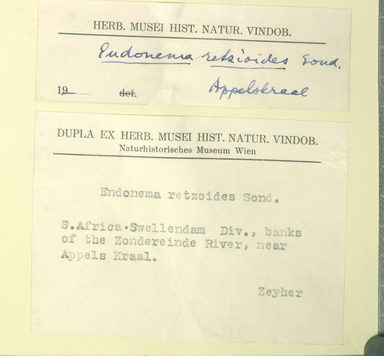 HERB. MUSEI HIST. NATUR. VINDOB.
Endonema retzioides Sond.
19......... det. Appelskraal
DUPLA EX HERB. MUSEI HIST. NATUR. VINDOB.
Naturhistorisches Museum Wien
Endonema retzoides Sond.
S.Africa.Swellendam Div., banks
of the Zondereinde River, near
Appels Kraal.
Zeyher